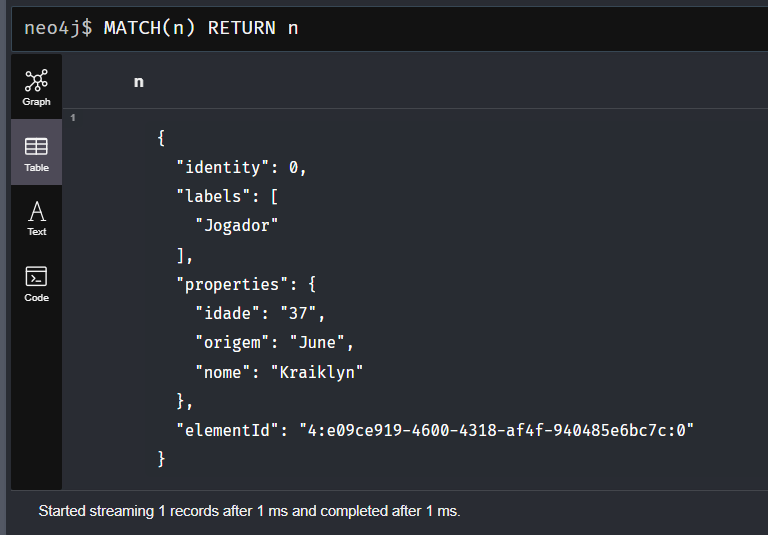 neo4j$ MATCH(n) RETURN n
Graph
Table
Text
Code
n
1
{
"identity": 0,
"labels": [
"Jogador"
],
"properties": {
"idade": "37",
"origem": "June",
"nome": "Kraiklyn"
},
"elementId": "4:e09ce919-4600-4318-af4f-940485e6bc7c:0"
}
Started streaming 1 records after 1 ms and completed after 1 ms.